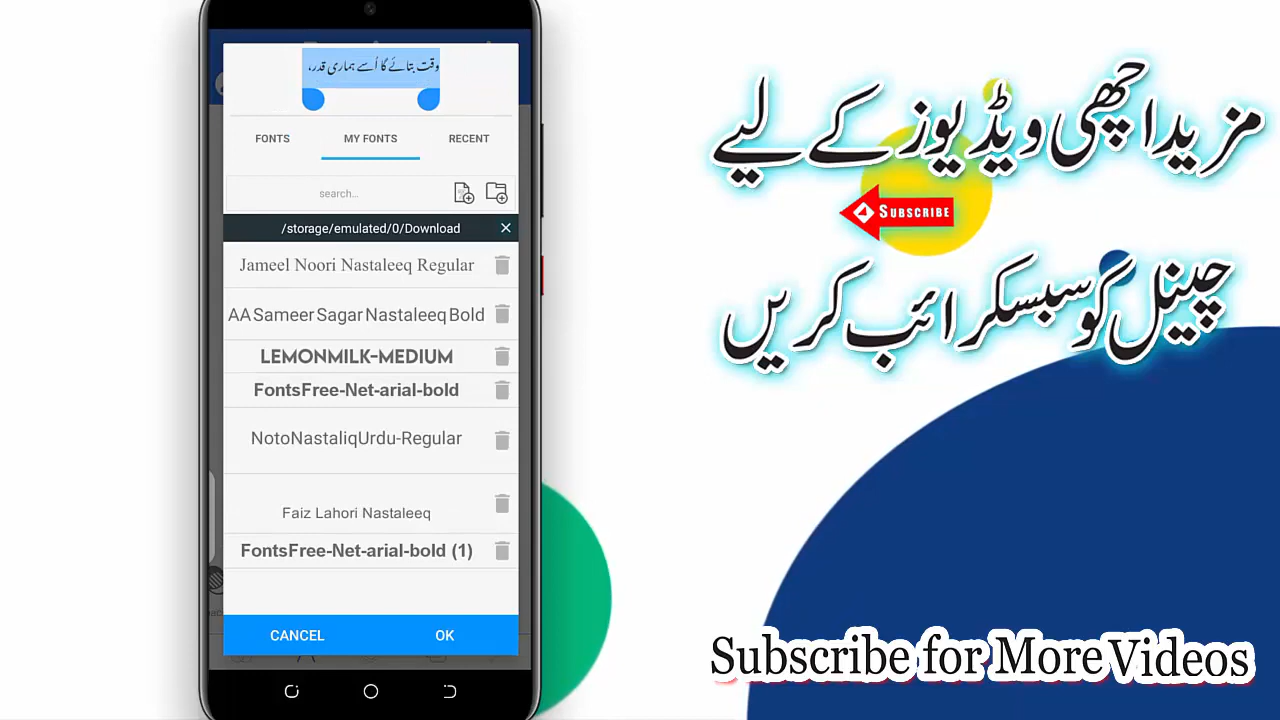 وقت بتائے گا اُسے ہماری قدر،
FONTS
MY FONTS
RECENT
search...
/storage/emulated/0/Download
Jameel Noori Nastaleeq Regular
AA Sameer Sagar Nastaleeq Bold
LEMONMILK-MEDIUM
FontsFree-Net-arial-bold
NotoNastaliqUrdu-Regular
Faiz Lahori Nastaleeq
FontsFree-Net-arial-bold (1)
CANCEL
OK
مزید اچھی ویڈیوز کے لیے
SUBSCRIBE
چینل کو سبسکرائب کریں
Subscribe for More Videos